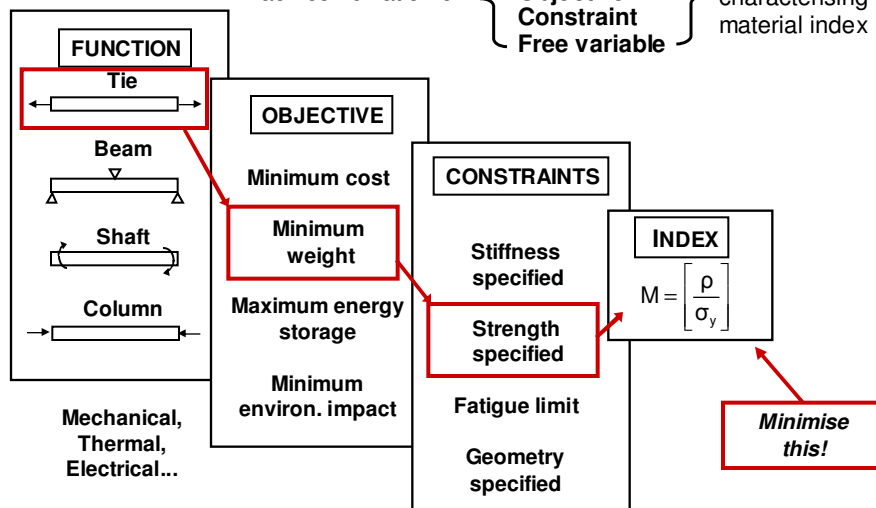 Constraint
Free variable
characterising
material index
FUNCTION
Tie
Beam
Shaft
Column
Mechanical,
Thermal,
Electrical...
OBJECTIVE
Minimum cost
Minimum
weight
Maximum energy
storage
Minimum
environ. impact
CONSTRAINTS
Stiffness
specified
Strength
specified
Fatigue limit
Geometry
specified
INDEX
M = [ρ/σy]
Minimise
this!